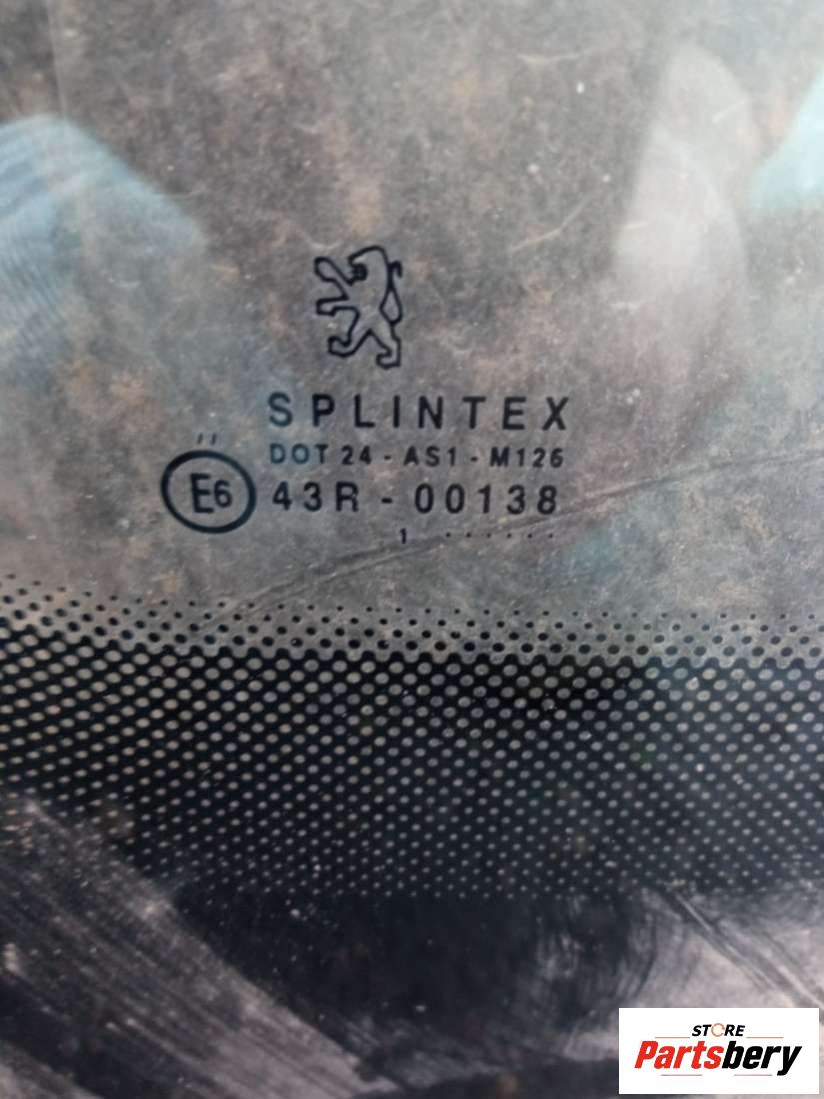 SPLINTEX
DOT 24 - AS1 - M126
E6 43R - 00138
1 ......
STORE
Partsbery